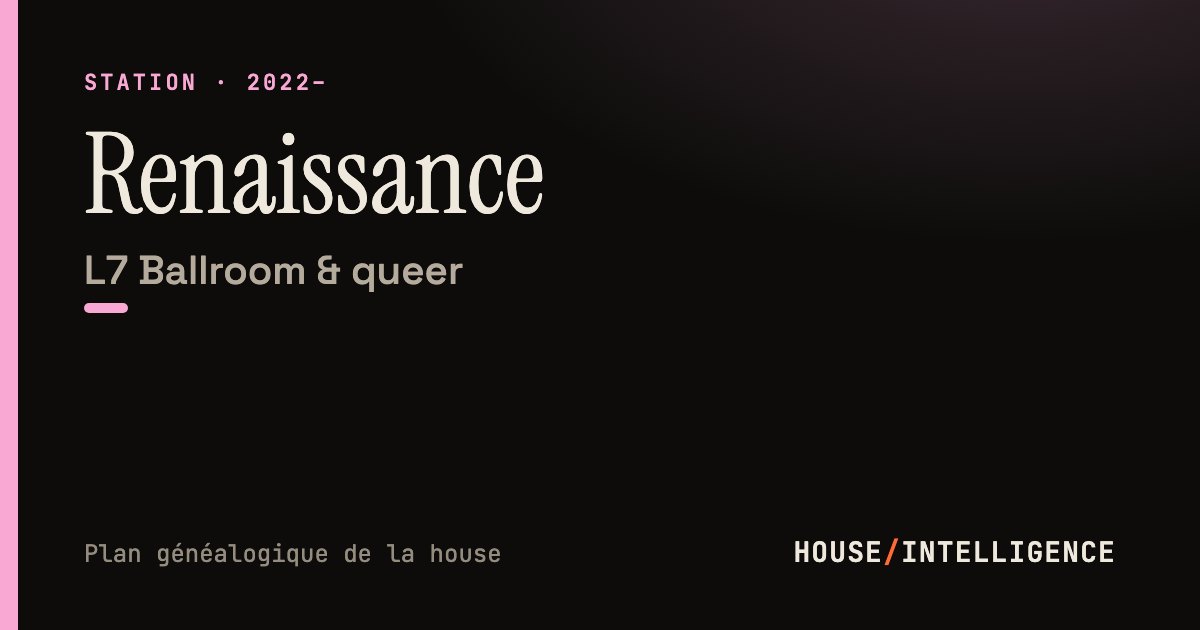 STATION · 2022–
Renaissance
L7 Ballroom & queer
Plan généalogique de la house
HOUSE/INTELLIGENCE